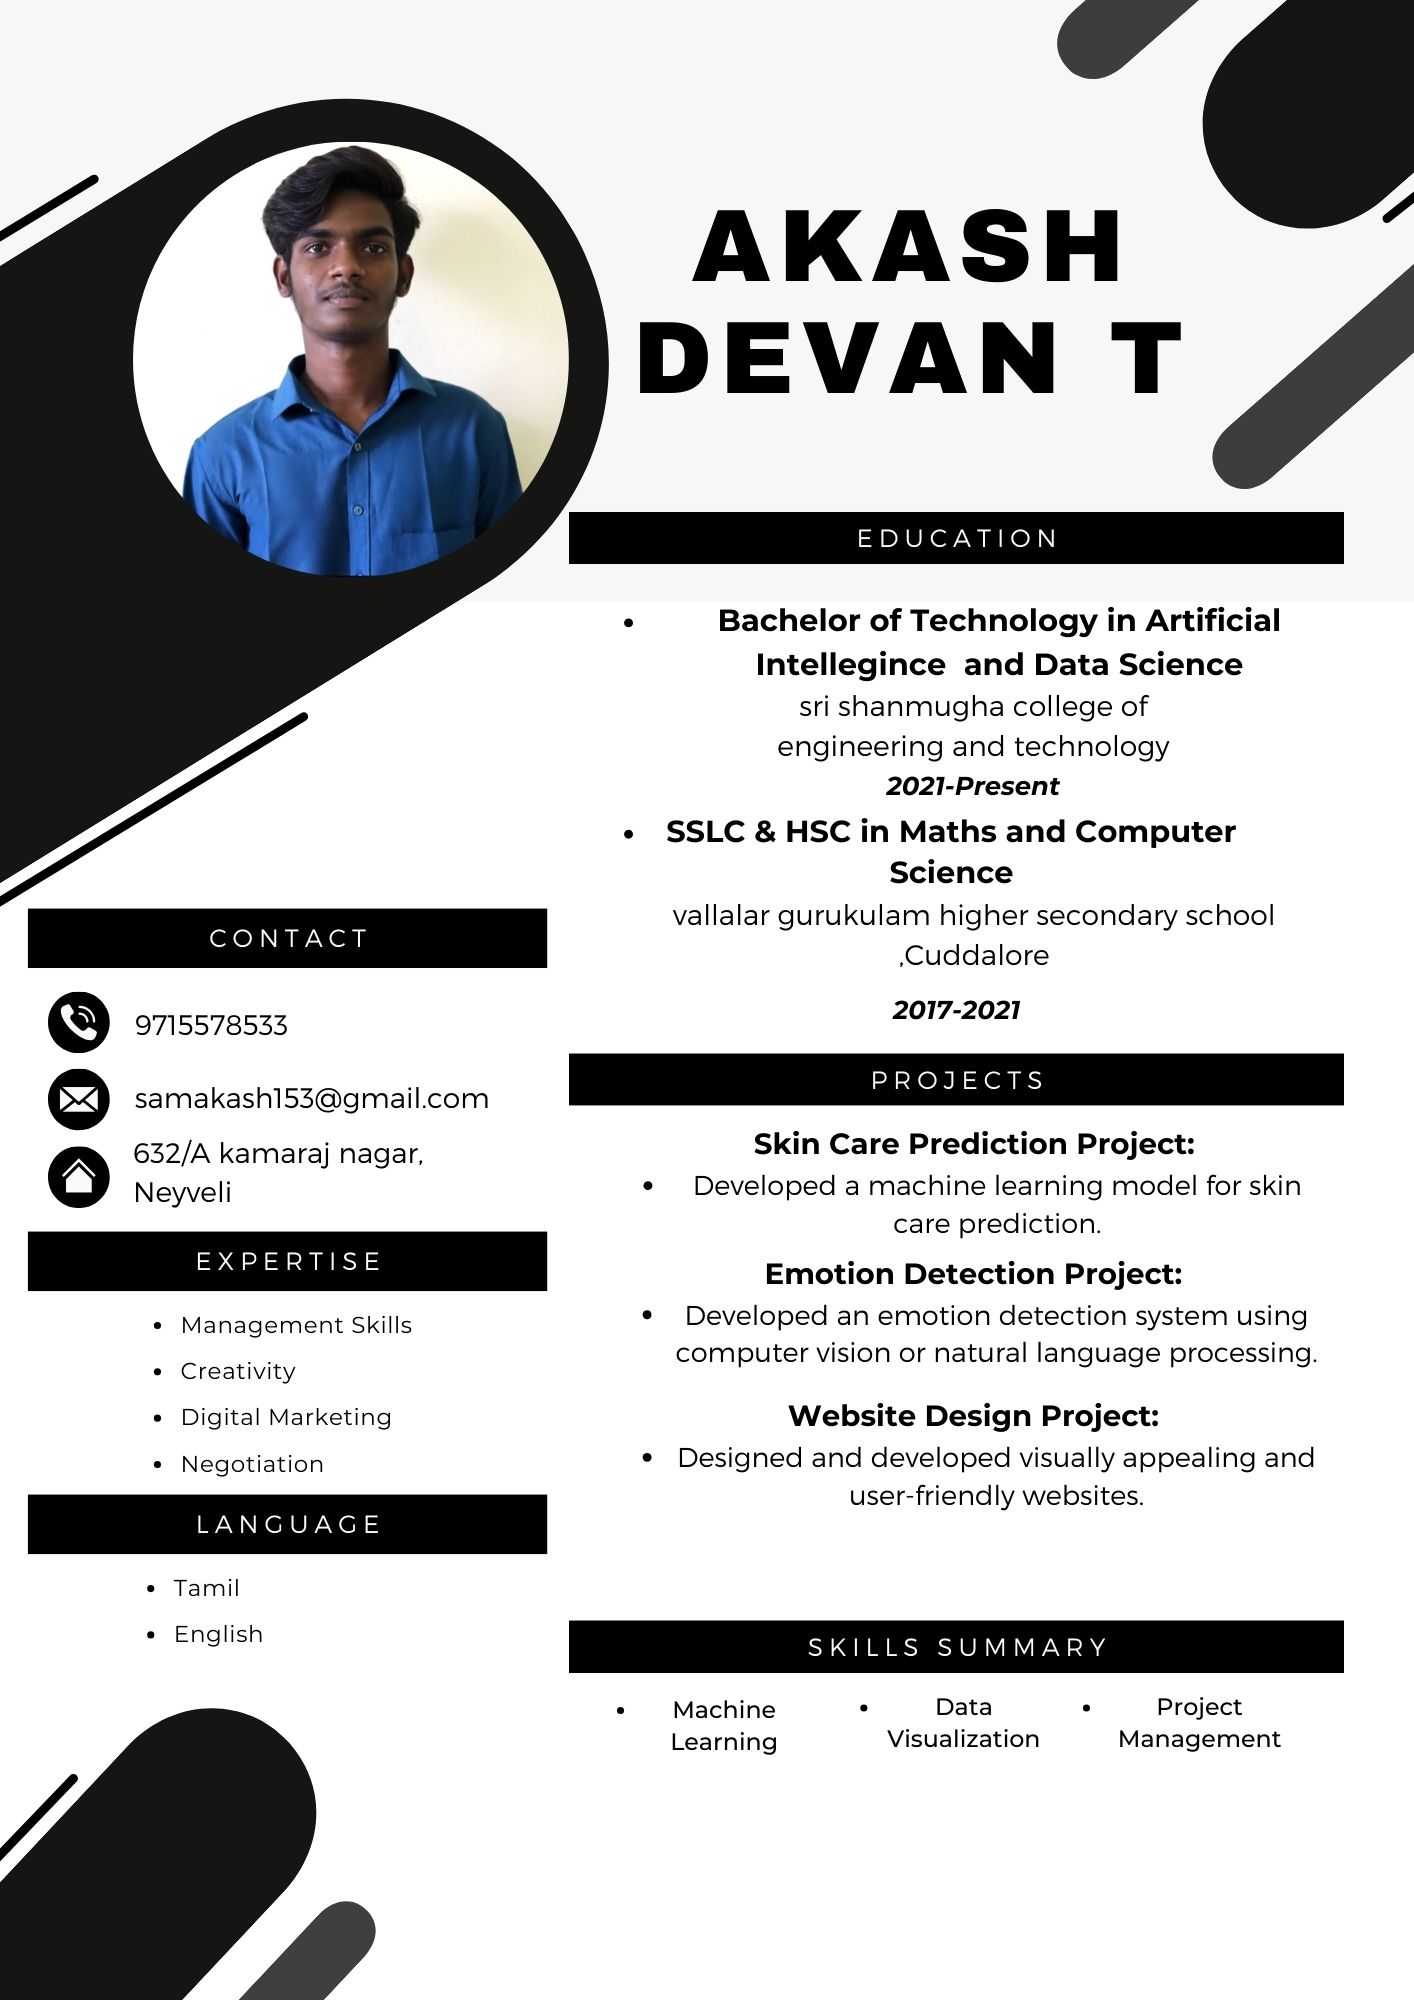 AKASH
DEVAN T
EDUCATION
• Bachelor of Technology in Artificial
Intellegince and Data Science
sri shanmugha college of
engineering and technology
2021-Present
• SSLC & HSC in Maths and Computer
Science
vallalar gurukulam higher secondary school
,Cuddalore
2017-2021
CONTACT
9715578533
samakash153@gmail.com
632/A kamaraj nagar,
Neyveli
EXPERTISE
• Management Skills
• Creativity
• Digital Marketing
• Negotiation
LANGUAGE
• Tamil
• English
PROJECTS
Skin Care Prediction Project:
• Developed a machine learning model for skin
care prediction.
Emotion Detection Project:
• Developed an emotion detection system using
computer vision or natural language processing.
Website Design Project:
• Designed and developed visually appealing and
user-friendly websites.
SKILLS SUMMARY
• Machine
Learning
• Data
Visualization
• Project
Management